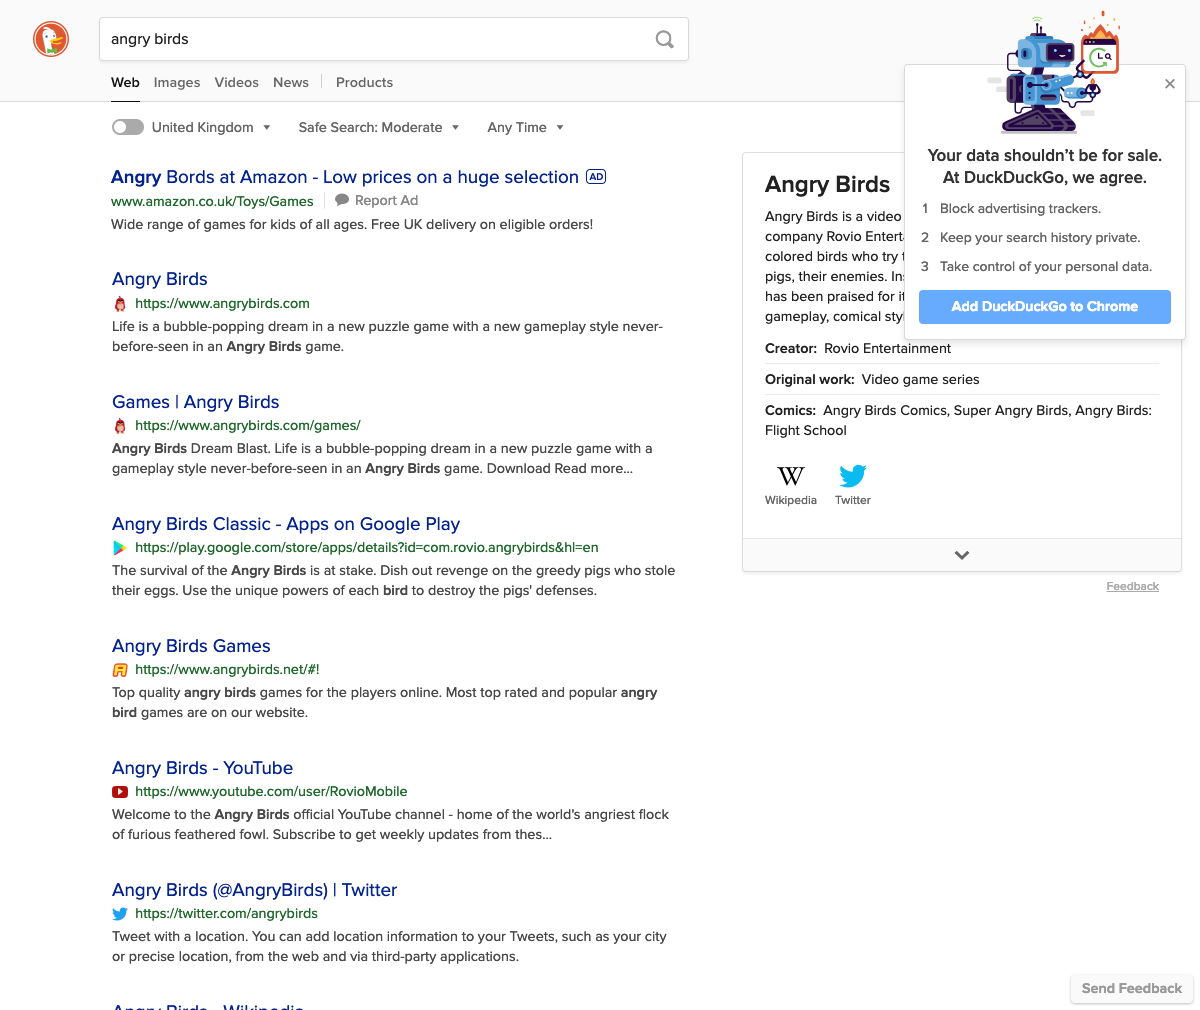 angry birds
Web Images Videos News Products
United Kingdom Safe Search: Moderate Any Time
Angry Bords at Amazon - Low prices on a huge selection AD
www.amazon.co.uk/Toys/Games Report Ad
Wide range of games for kids of all ages. Free UK delivery on eligible orders!
Angry Birds
https://www.angrybirds.com
Life is a bubble-popping dream in a new puzzle game with a new gameplay style never-
before-seen in an Angry Birds game.
Games | Angry Birds
https://www.angrybirds.com/games/
Angry Birds Dream Blast. Life is a bubble-popping dream in a new puzzle game with a
gameplay style never-before-seen in an Angry Birds game. Download Read more...
Angry Birds Classic - Apps on Google Play
https://play.google.com/store/apps/details?id=com.rovio.angrybirds&hl=en
The survival of the Angry Birds is at stake. Dish out revenge on the greedy pigs who stole
their eggs. Use the unique powers of each bird to destroy the pigs' defenses.
Angry Birds Games
https://www.angrybirds.net/#!
Top quality angry birds games for the players online. Most top rated and popular angry
bird games are on our website.
Angry Birds - YouTube
https://www.youtube.com/user/RovioMobile
Welcome to the Angry Birds official YouTube channel - home of the world's angriest flock
of furious feathered fowl. Subscribe to get weekly updates from thes...
Angry Birds (@AngryBirds) | Twitter
https://twitter.com/angrybirds
Tweet with a location. You can add location information to your Tweets, such as your city
or precise location, from the web and via third-party applications.
Angry Birds - Wikipedia
Your data shouldn't be for sale.
At DuckDuckGo, we agree.
1 Block advertising trackers.
2 Keep your search history private.
3 Take control of your personal data.
Add DuckDuckGo to Chrome
Angry Birds
Angry Birds is a video
company Rovio
colored birds who try
pigs, their enemies.
has been praised for
gameplay, comical
Creator: Rovio Entertainment
Original work: Video game series
Comics: Angry Birds Comics, Super Angry Birds, Angry Birds:
Flight School
W
Wikipedia Twitter
Feedback
Send Feedback